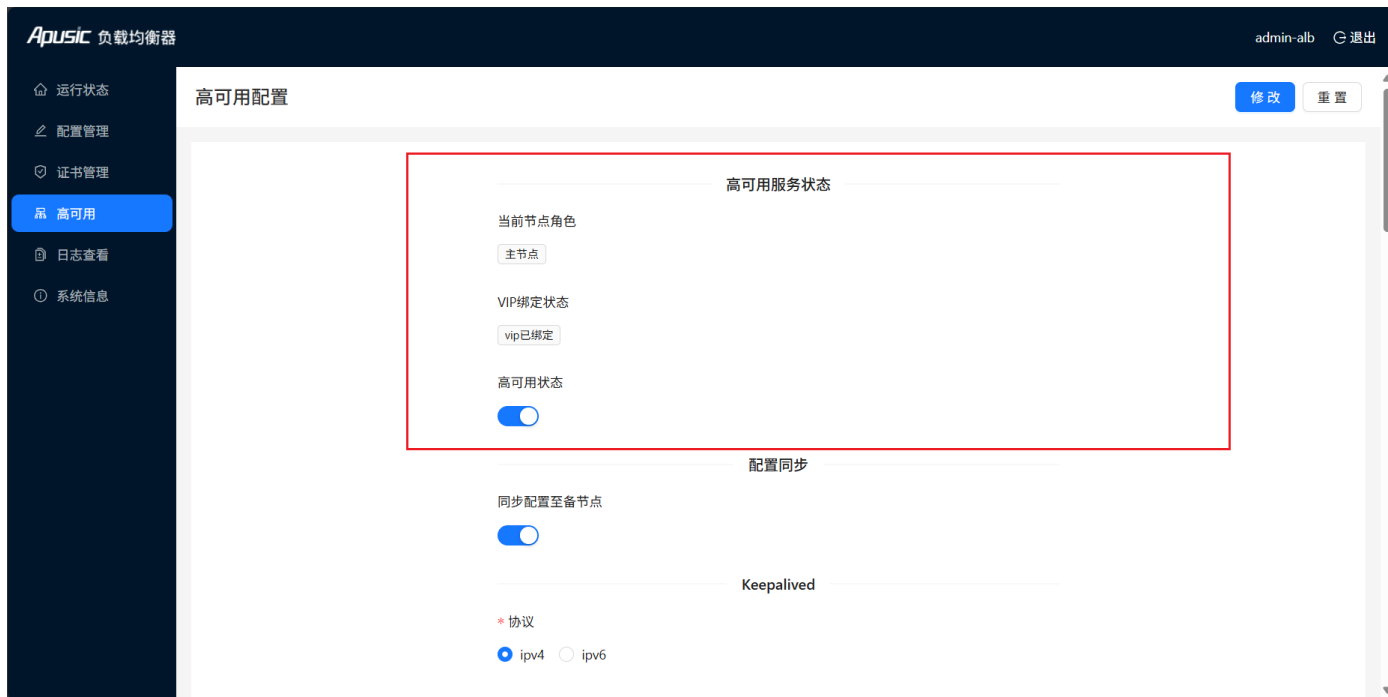 Apusic 负载均衡器
admin-alb 退出
运行状态
配置管理
证书管理
高可用
日志查看
系统信息
高可用配置
修 改 重 置
高可用服务状态
当前节点角色
主节点
VIP绑定状态
vip已绑定
高可用状态
配置同步
同步配置至备节点
Keepalived
* 协议
ipv4 ipv6